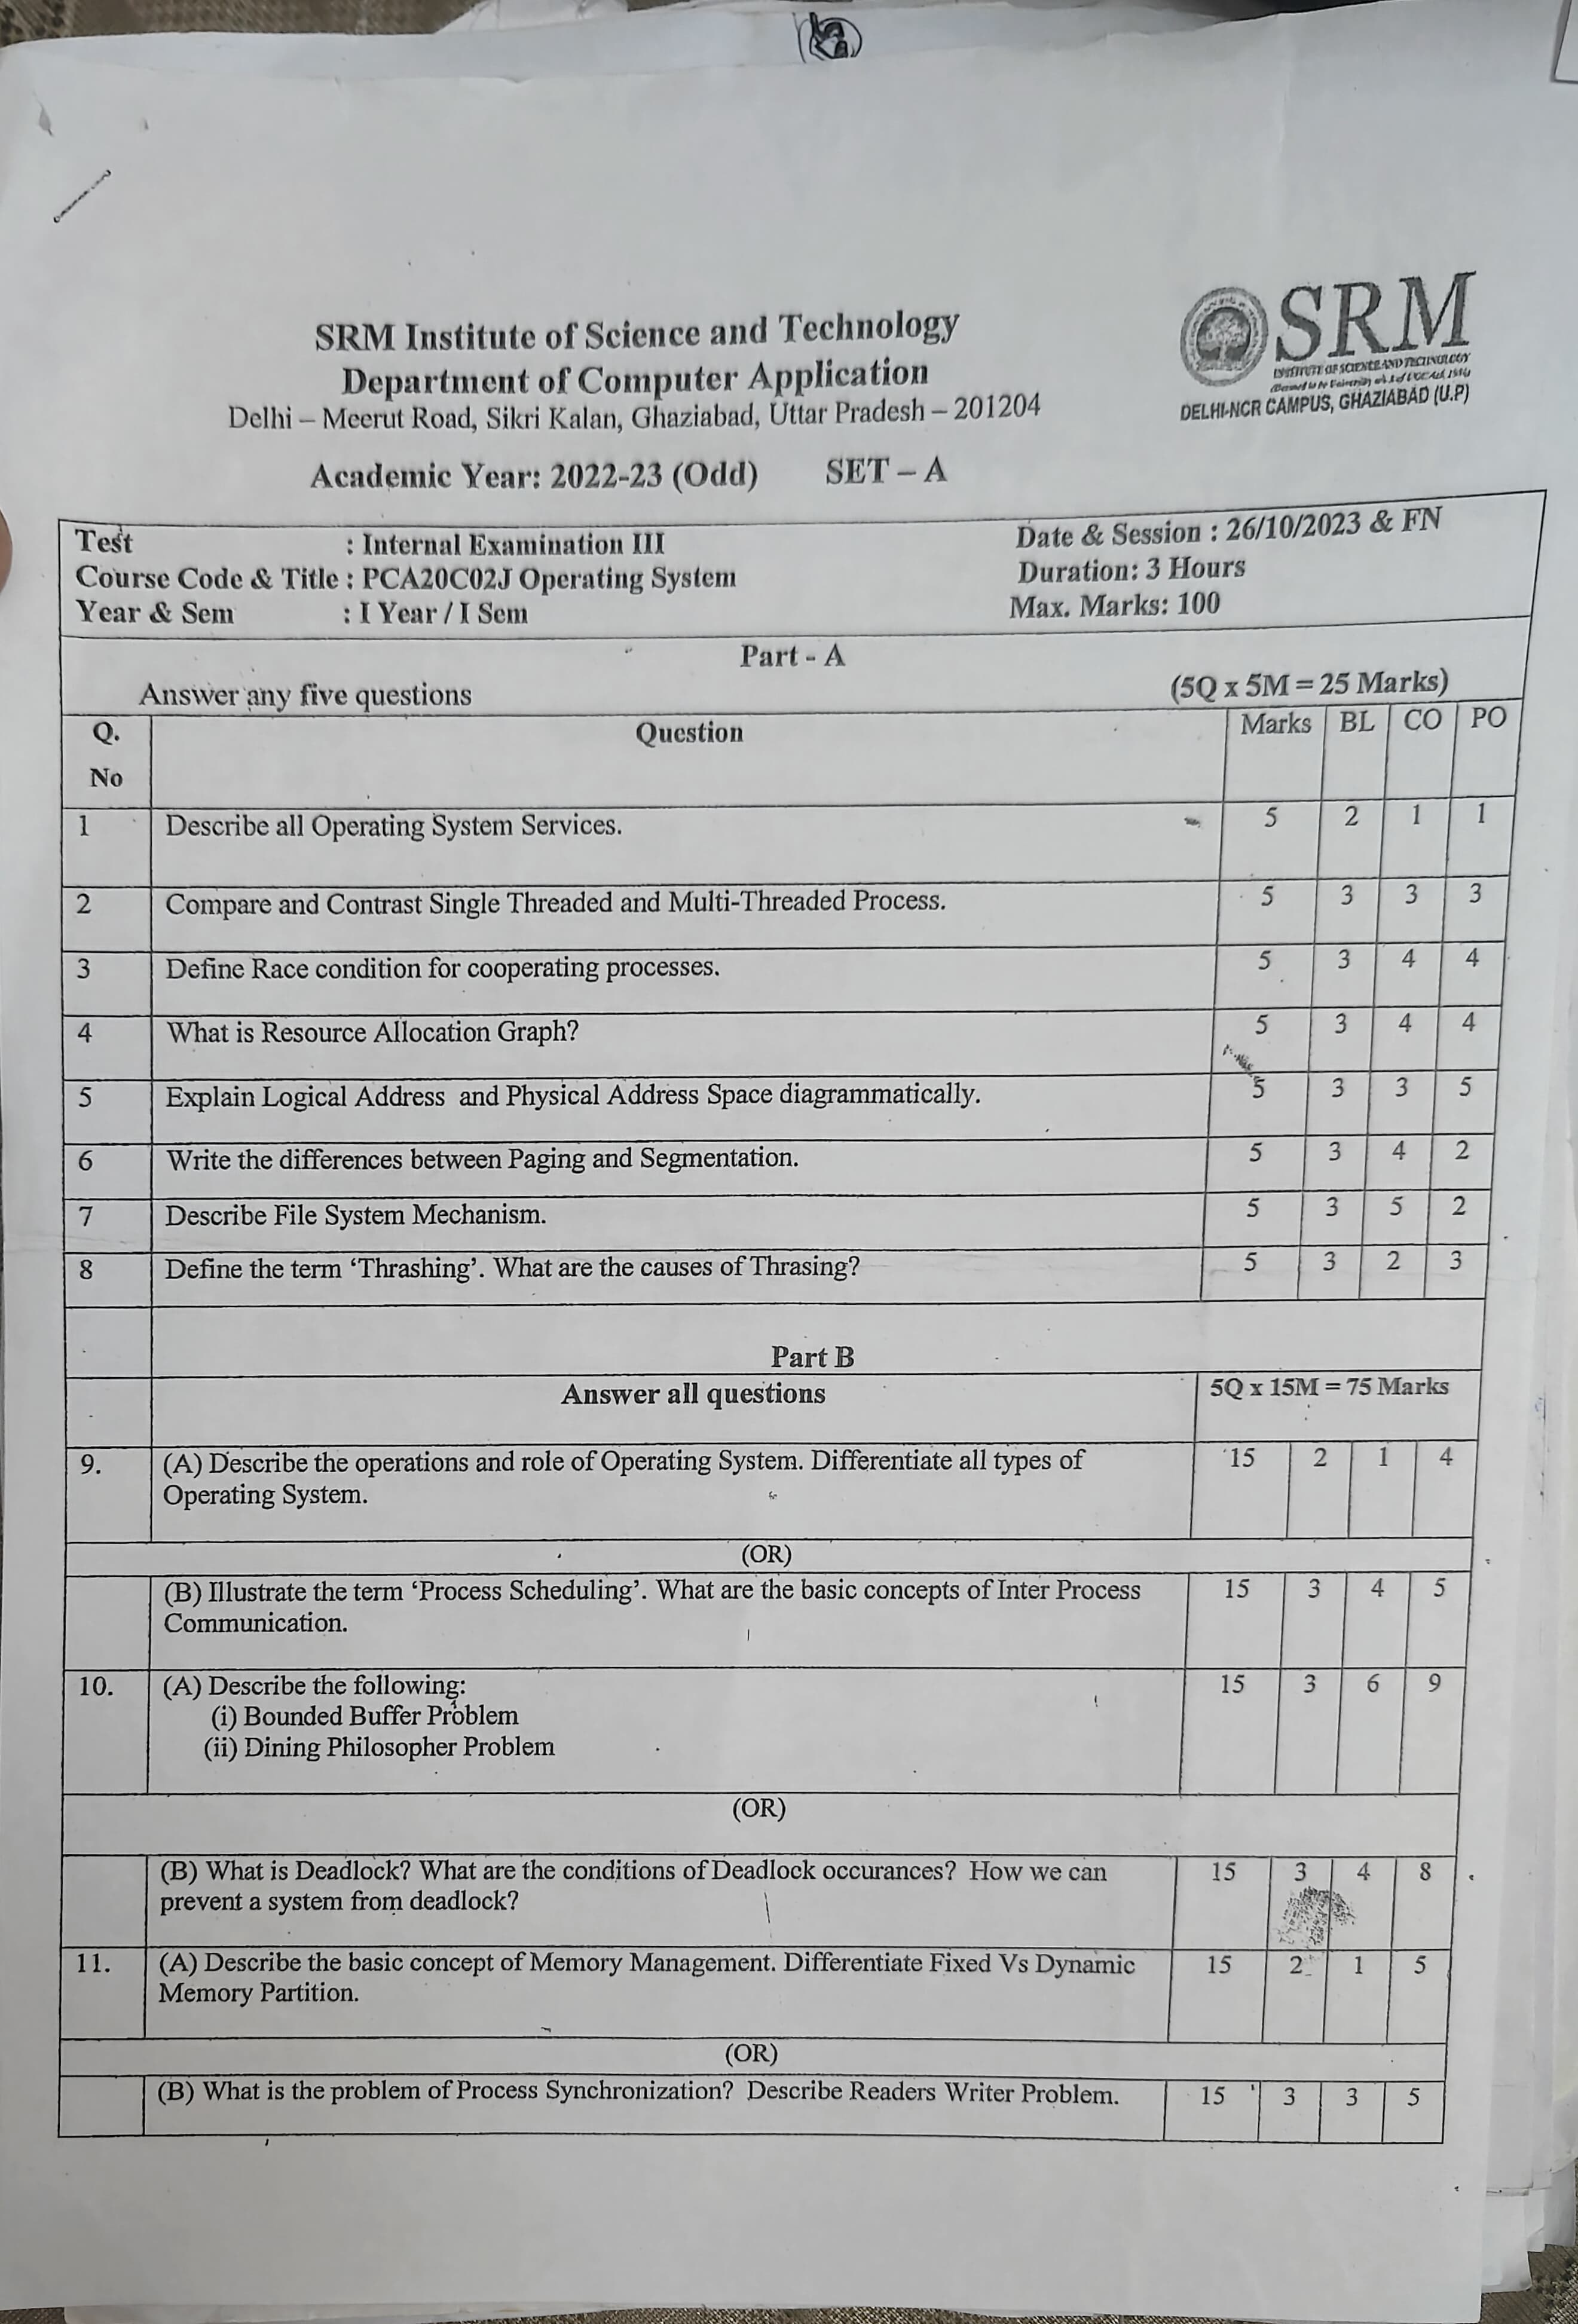 SRM Institute of Science and Technology
Department of Computer Application
Delhi – Meerut Road, Sikri Kalan, Ghaziabad, Uttar Pradesh – 201204
SRM
INSTITUTE OF SCIENCE AND TECHNOLOGY
(Deemed to be University u/s 3 of UGC Act, 1956)
DELHI-NCR CAMPUS, GHAZIABAD (U.P)
Academic Year: 2022-23 (Odd) SET – A
Test : Internal Examination III Date & Session : 26/10/2023 & FN
Course Code & Title : PCA20C02J Operating System Duration: 3 Hours
Year & Sem : I Year / I Sem Max. Marks: 100
Part - A
Answer any five questions (5Q x 5M = 25 Marks)
Q. No Question Marks BL CO PO
1 Describe all Operating System Services. 5 2 1 1
2 Compare and Contrast Single Threaded and Multi-Threaded Process. 5 3 3 3
3 Define Race condition for cooperating processes. 5 3 4 4
4 What is Resource Allocation Graph? 5 3 4 4
5 Explain Logical Address and Physical Address Space diagrammatically. 5 3 3 5
6 Write the differences between Paging and Segmentation. 5 3 4 2
7 Describe File System Mechanism. 5 3 5 2
8 Define the term ‘Thrashing’. What are the causes of Thrasing? 5 3 2 3
Part B
Answer all questions 5Q x 15M = 75 Marks
9. (A) Describe the operations and role of Operating System. Differentiate all types of 15 2 1 4
Operating System.
(OR)
(B) Illustrate the term ‘Process Scheduling’. What are the basic concepts of Inter Process 15 3 4 5
Communication.
10. (A) Describe the following: 15 3 6 9
(i) Bounded Buffer Problem
(ii) Dining Philosopher Problem
(OR)
(B) What is Deadlock? What are the conditions of Deadlock occurances? How we can 15 3 4 8
prevent a system from deadlock?
11. (A) Describe the basic concept of Memory Management. Differentiate Fixed Vs Dynamic 15 2 1 5
Memory Partition.
(OR)
(B) What is the problem of Process Synchronization? Describe Readers Writer Problem. 15 3 3 5